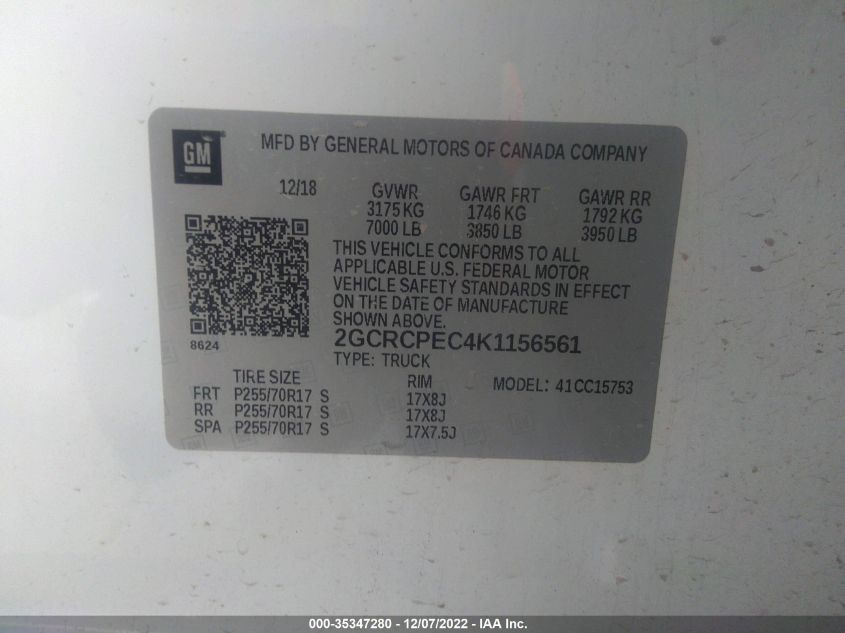 GM
MFD BY GENERAL MOTORS OF CANADA COMPANY
12/18 GVWR GAWR FRT GAWR RR
3175 KG 1746 KG 1792 KG
7000 LB 3850 LB 3950 LB
THIS VEHICLE CONFORMS TO ALL
APPLICABLE U.S. FEDERAL MOTOR
VEHICLE SAFETY STANDARDS IN EFFECT
ON THE DATE OF MANUFACTURE
SHOWN ABOVE.
8624
2GCRCPEC4K1156561
TYPE: TRUCK
TIRE SIZE RIM MODEL: 41CC15753
FRT P255/70R17 S 17X8J
RR P255/70R17 S 17X8J
SPA P255/70R17 S 17X7.5J
000-35347280 - 12/07/2022 - IAA Inc.